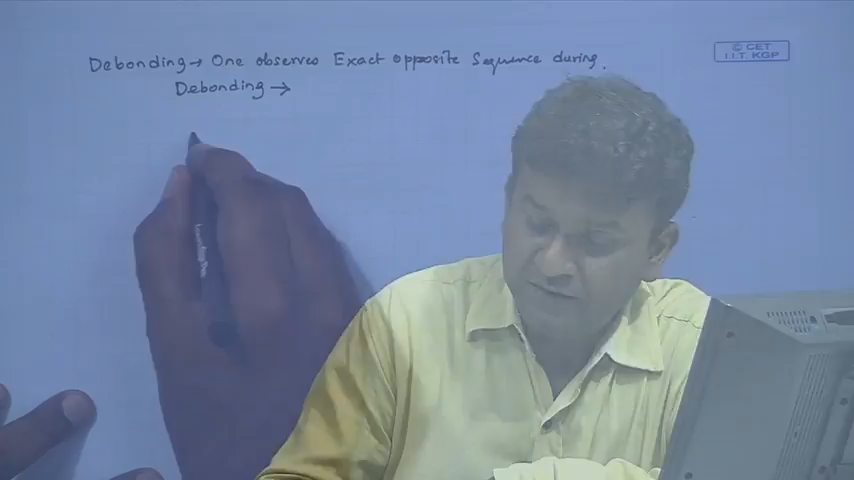 Debonding → One observes Exact opposite Sequence during.
Debonding →
© CET
I.I.T. KGP